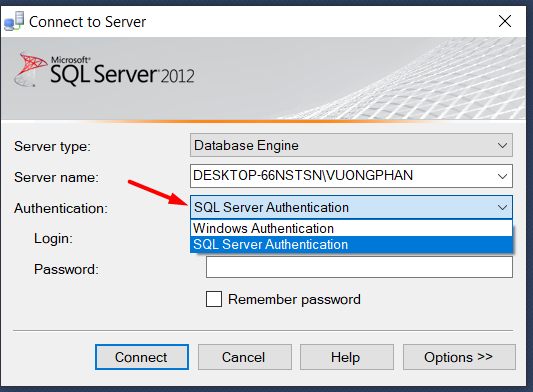 Connect to Server
Microsoft®
SQL Server® 2012
Server type: Database Engine
Server name: DESKTOP-66NSTSN\VUONGPHAN
Authentication: SQL Server Authentication
Windows Authentication
Login: SQL Server Authentication
Password:
Remember password
Connect Cancel Help Options >>